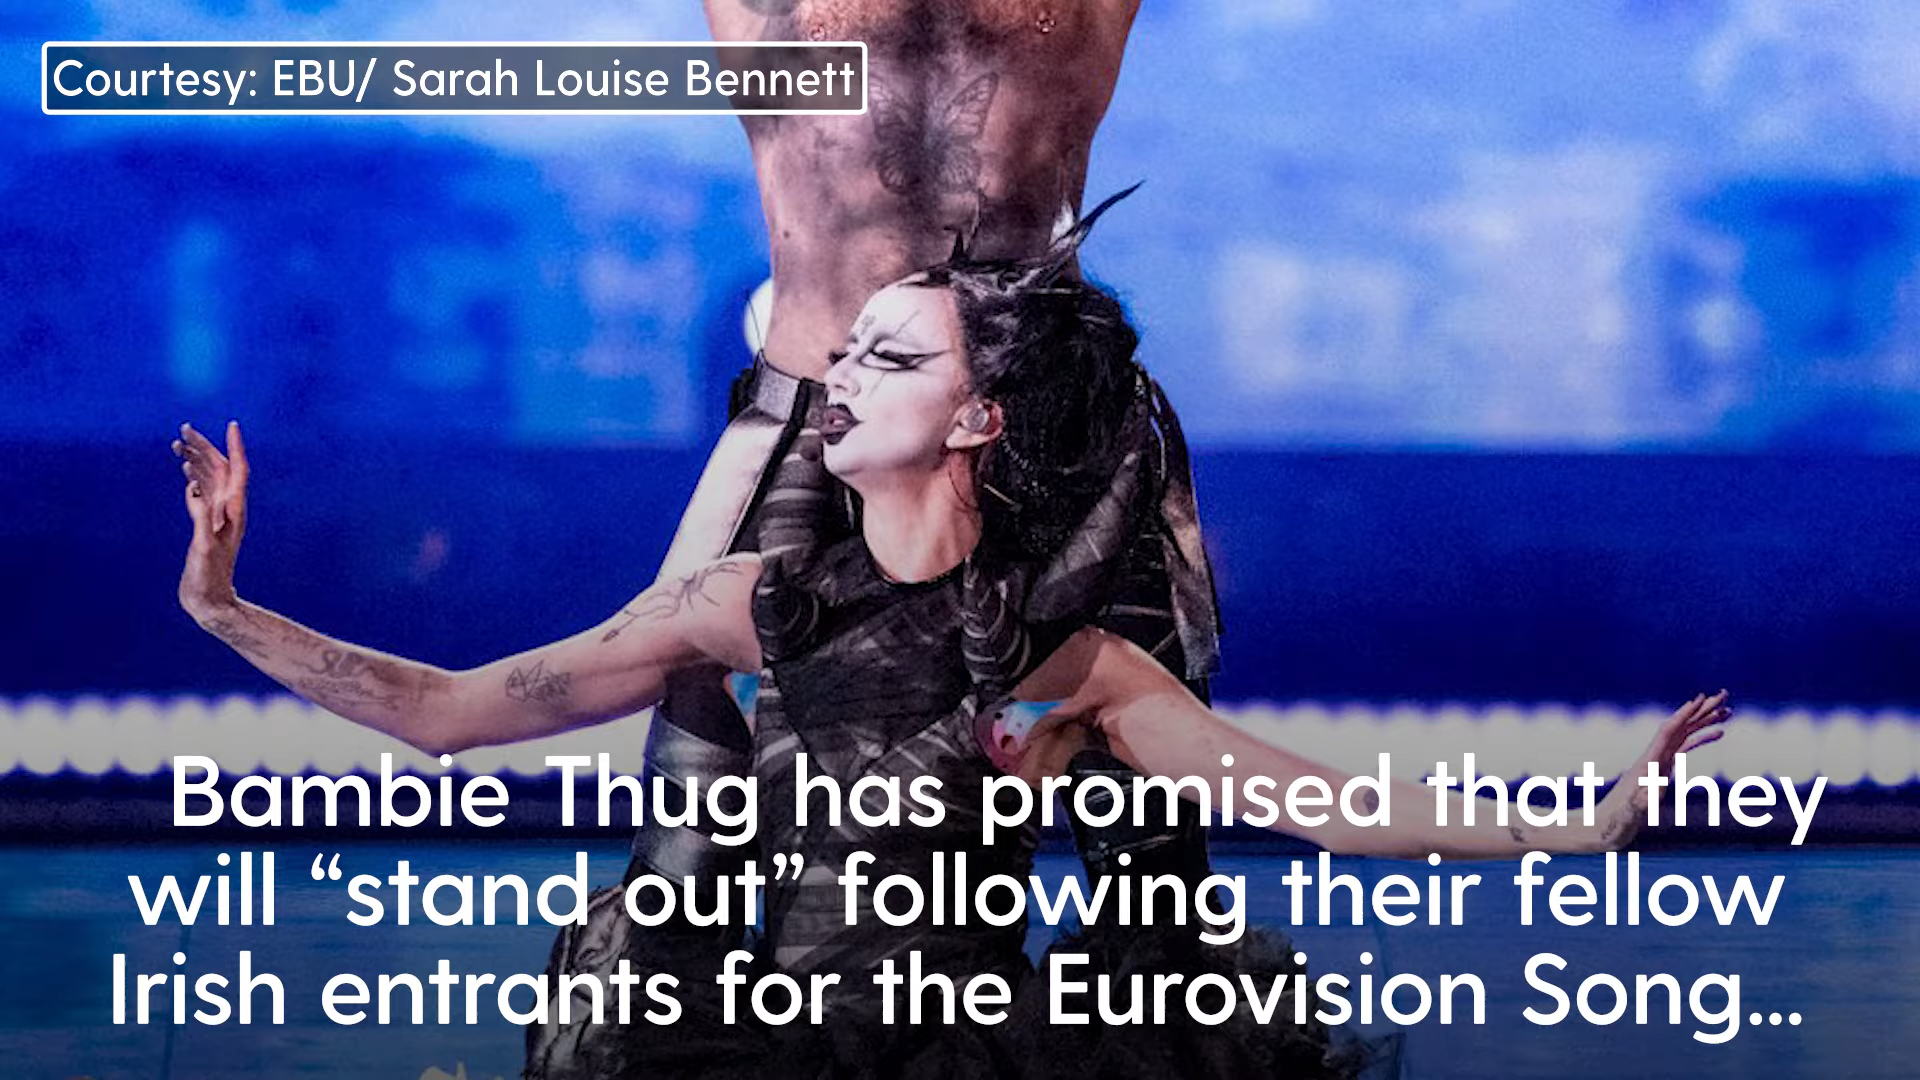 Courtesy: EBU/ Sarah Louise Bennett
Bambie Thug has promised that they
will “stand out” following their fellow
Irish entrants for the Eurovision Song...